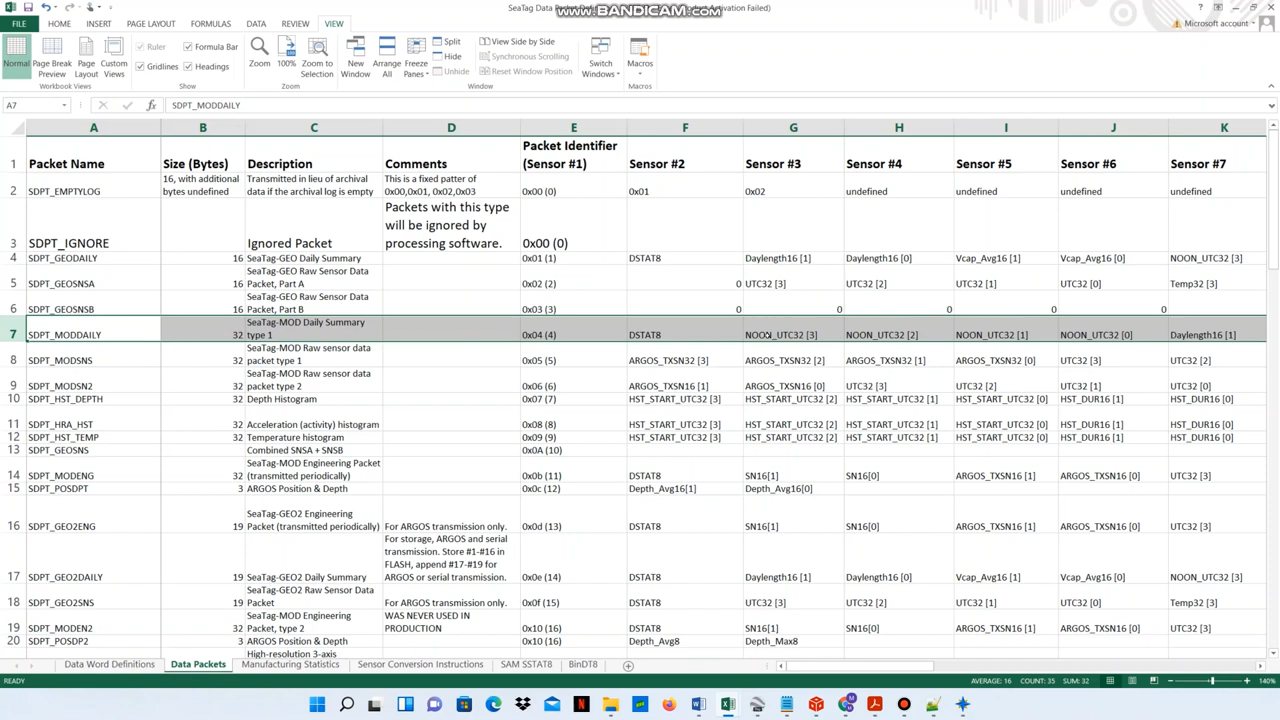 SeaTag Data Packet
www.BANDICAM.com
Activation Failed)
FILE HOME INSERT PAGE LAYOUT FORMULAS DATA REVIEW VIEW Microsoft account
Normal Page Break Preview Page Layout Custom Views
Ruler Formula Bar
Gridlines Headings
Zoom 100% Zoom to Selection
New Window Arrange All Freeze Panes
Split
Hide
Unhide
View Side by Side
Synchronous Scrolling
Reset Window Position
Switch Windows Macros
Workbook Views Show Zoom Window Macros
A7 fx SDPT_MODDAILY
A B C D E F G H I J K
1 Packet Name Size (Bytes) Description Comments Packet Identifier (Sensor #1) Sensor #2 Sensor #3 Sensor #4 Sensor #5 Sensor #6 Sensor #7
2 SDPT_EMPTYLOG 16, with additional bytes undefined Transmitted in lieu of archival data if the archival log is empty This is a fixed patter of 0x00,0x01, 0x02,0x03 0x00 (0) 0x01 0x02 undefined undefined undefined undefined
3 SDPT_IGNORE Ignored Packet Packets with this type will be ignored by processing software. 0x00 (0)
4 SDPT_GEODAILY 16 SeaTag-GEO Daily Summary 0x01 (1) DSTAT8 Daylength16 [1] Daylength16 [0] Vcap_Avg16 [1] Vcap_Avg16 [0] NOON_UTC32 [3]
5 SDPT_GEOSNSA 16 SeaTag-GEO Raw Sensor Data Packet, Part A 0x02 (2) 0 UTC32 [3] UTC32 [2] UTC32 [1] UTC32 [0] Temp32 [3]
6 SDPT_GEOSNSB 16 SeaTag-GEO Raw Sensor Data Packet, Part B 0x03 (3) 0 0 0 0 0
7 SDPT_MODDAILY 32 SeaTag-MOD Daily Summary type 1 0x04 (4) DSTAT8 NOON_UTC32 [3] NOON_UTC32 [2] NOON_UTC32 [1] NOON_UTC32 [0] Daylength16 [1]
8 SDPT_MODSNS 32 SeaTag-MOD Raw sensor data packet type 1 0x05 (5) ARGOS_TXSN32 [3] ARGOS_TXSN32 [2] ARGOS_TXSN32 [1] ARGOS_TXSN32 [0] UTC32 [3] UTC32 [2]
9 SDPT_MODSN2 32 SeaTag-MOD Raw sensor data packet type 2 0x06 (6) ARGOS_TXSN16 [1] ARGOS_TXSN16 [0] UTC32 [3] UTC32 [2] UTC32 [1] UTC32 [0]
10 SDPT_HST_DEPTH 32 Depth Histogram 0x07 (7) HST_START_UTC32 [3] HST_START_UTC32 [2] HST_START_UTC32 [1] HST_START_UTC32 [0] HST_DUR16 [1] HST_DUR16 [0]
11 SDPT_HRA_HST 32 Acceleration (activity) histogram 0x08 (8) HST_START_UTC32 [3] HST_START_UTC32 [2] HST_START_UTC32 [1] HST_START_UTC32 [0] HST_DUR16 [1] HST_DUR16 [0]
12 SDPT_HST_TEMP 32 Temperature histogram 0x09 (9) HST_START_UTC32 [3] HST_START_UTC32 [2] HST_START_UTC32 [1] HST_START_UTC32 [0] HST_DUR16 [1] HST_DUR16 [0]
13 SDPT_GEOSNS Combined SNSA + SNSB 0x0A (10)
14 SDPT_MODENG 32 SeaTag-MOD Engineering Packet (transmitted periodically) 0x0b (11) DSTAT8 SN16[1] SN16[0] ARGOS_TXSN16 [1] ARGOS_TXSN16 [0] UTC32 [3]
15 SDPT_POSDPT 3 ARGOS Position & Depth 0x0c (12) Depth_Avg16[1] Depth_Avg16[0]
16 SDPT_GEO2ENG 19 SeaTag-GEO2 Engineering Packet (transmitted periodically) For ARGOS transmission only. 0x0d (13) DSTAT8 SN16[1] SN16[0] ARGOS_TXSN16 [1] ARGOS_TXSN16 [0] UTC32 [3]
17 SDPT_GEO2DAILY 19 SeaTag-GEO2 Daily Summary For storage, ARGOS and serial transmission. Store #1-#16 in FLASH, append #17-#19 for ARGOS or serial transmission. 0x0e (14) DSTAT8 Daylength16 [1] Daylength16 [0] Vcap_Avg16 [1] Vcap_Avg16 [0] NOON_UTC32 [3]
18 SDPT_GEO2SNS 19 SeaTag-GEO2 Raw Sensor Data Packet For ARGOS transmission only. 0x0f (15) DSTAT8 UTC32 [3] UTC32 [2] UTC32 [1] UTC32 [0] Temp32 [3]
19 SDPT_MODEN2 32 SeaTag-MOD Engineering Packet, type 2 WAS NEVER USED IN PRODUCTION 0x10 (16) DSTAT8 SN16[1] SN16[0] ARGOS_TXSN16 [1] ARGOS_TXSN16 [0] UTC32 [3]
20 SDPT_POSDP2 3 ARGOS Position & Depth 0x10 (16) Depth_Avg8 Depth_Max8
High-resolution 3-axis
Data Word Definitions Data Packets Manufacturing Statistics Sensor Conversion Equations SAM SSTAT8 BinDT8
READY AVERAGE: 16 COUNT: 35 SUM: 32 140%